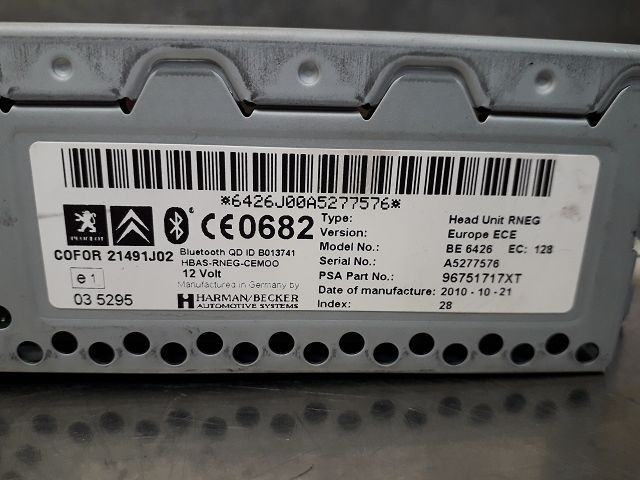 *6426J00A5277576*
PEUGEOT
CE0682
COFOR 21491J02
Bluetooth QD ID B013741
HBAS-RNEG-CEMOO
12 Volt
e1
03 5295
Manufactured in Germany by
HARMAN/BECKER
AUTOMOTIVE SYSTEMS
Type: Head Unit RNEG
Version: Europe ECE
Model No.: BE 6426 EC: 128
Serial No.: A5277576
PSA Part No.: 96751717XT
Date of manufacture: 2010-10-21
Index: 28